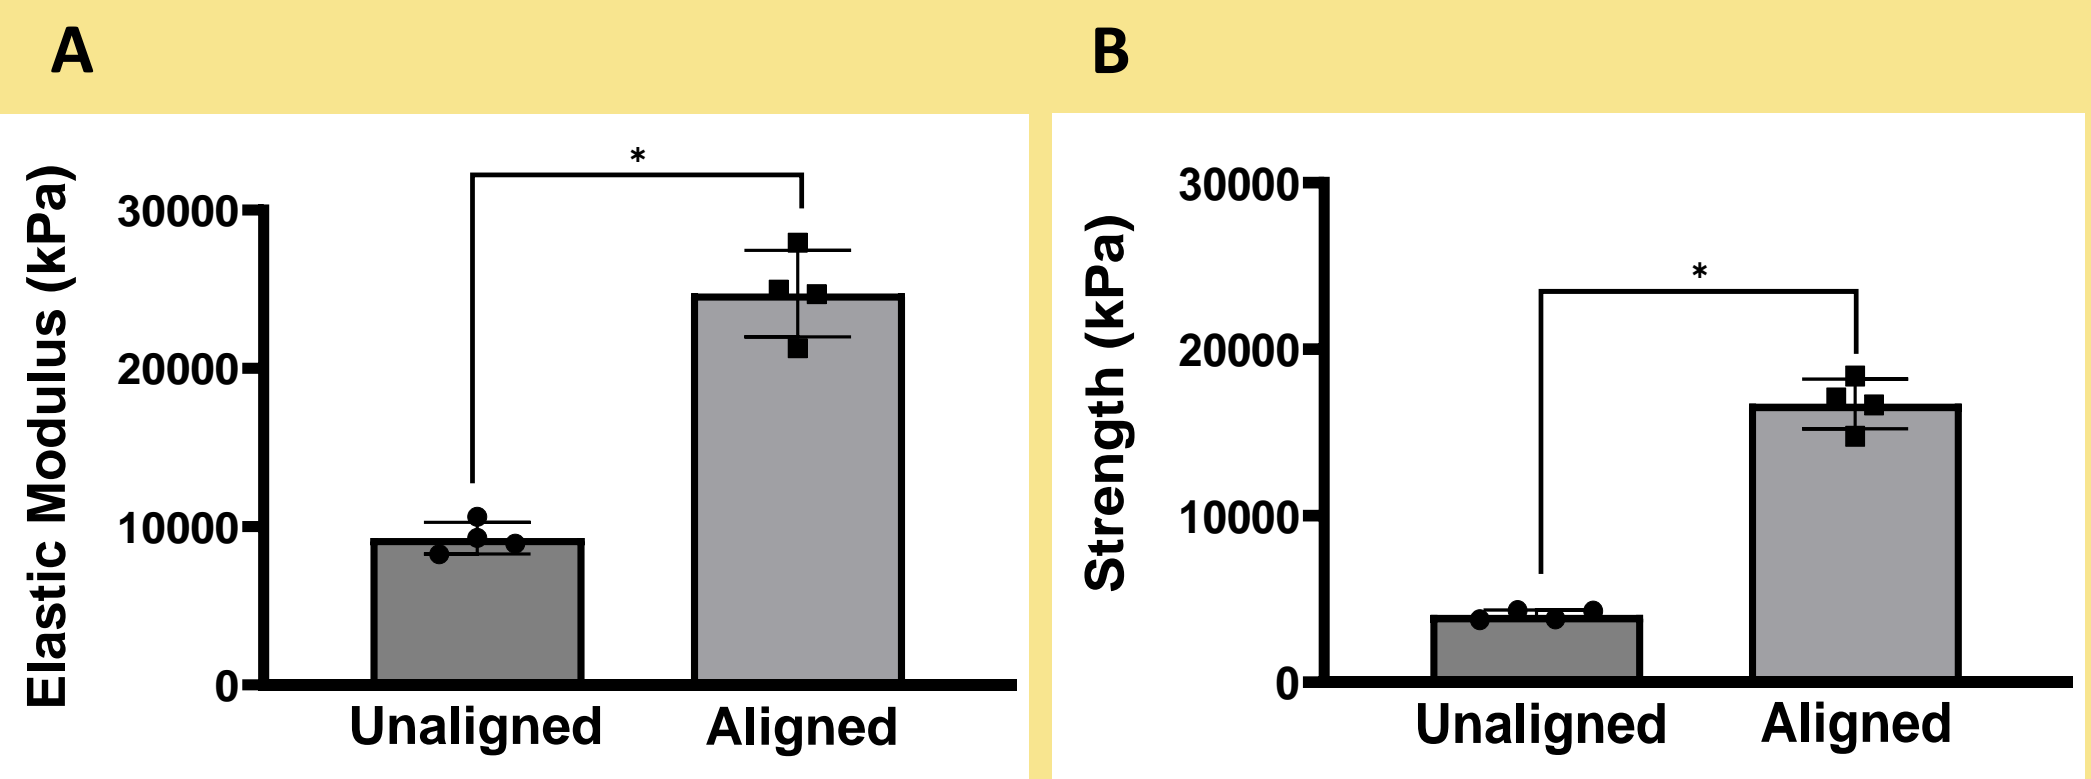 A
B
Elastic Modulus (kPa)
30000
20000
10000
0
*
Unaligned
Aligned
Strength (kPa)
30000
20000
10000
0
*
Unaligned
Aligned